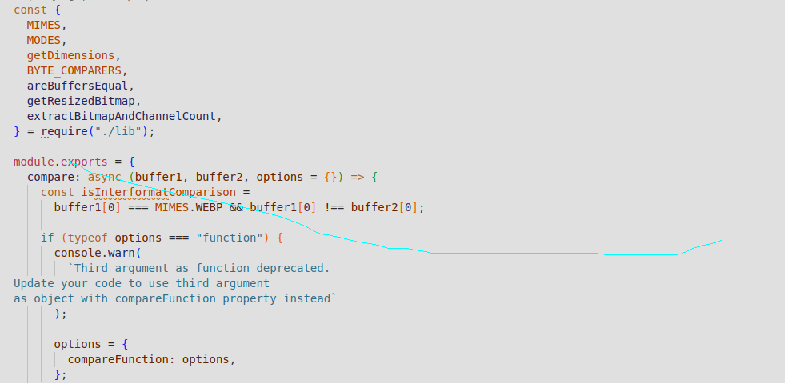 const {
  MIMES,
  MODES,
  getDimensions,
  BYTE_COMPARERS,
  areBuffersEqual,
  getResizedBitmap,
  extractBitmapAndChannelCount,
} = require("./lib");

module.exports = {
  compare: async (buffer1, buffer2, options = {}) => {
    const isInterformatComparison =
      buffer1[0] === MIMES.WEBP && buffer1[0] !== buffer2[0];

    if (typeof options === "function") {
      console.warn(
        `Third argument as function deprecated.
Update your code to use third argument
as object with compareFunction property instead`
      );

      options = {
        compareFunction: options,
      };